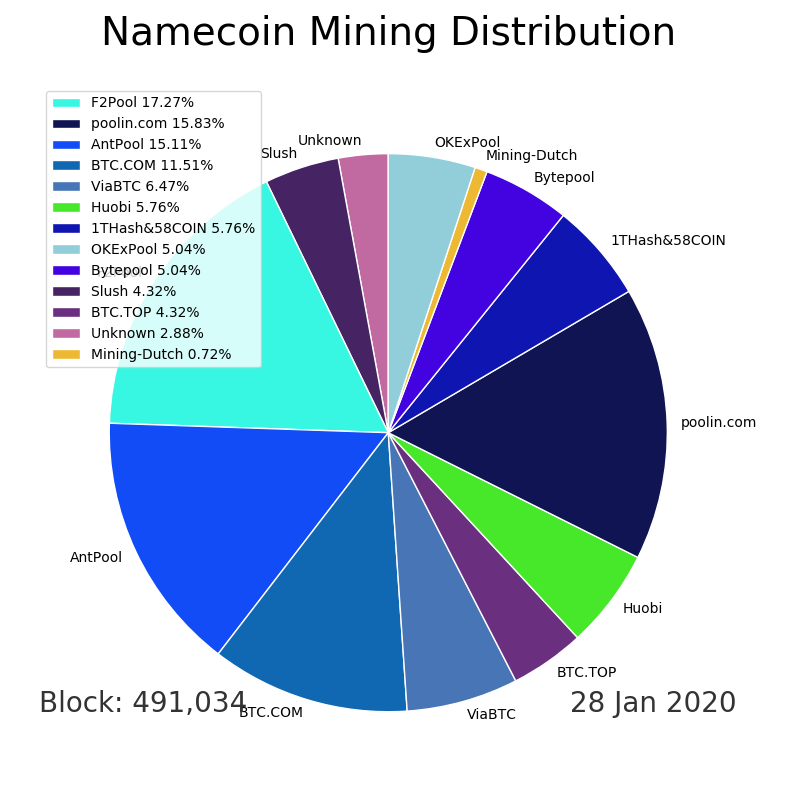 Namecoin Mining Distribution
F2Pool 17.27%
poolin.com 15.83%
AntPool 15.11%
BTC.COM 11.51%
ViaBTC 6.47%
Huobi 5.76%
1THash&58COIN 5.76%
OKExPool 5.04%
Bytepool 5.04%
Slush 4.32%
BTC.TOP 4.32%
Unknown 2.88%
Mining-Dutch 0.72%
Unknown
OKExPool
Slush
Mining-Dutch
Bytepool
1THash&58COIN
poolin.com
AntPool
Huobi
BTC.TOP
BTC.COM
ViaBTC
Block: 491,034
28 Jan 2020